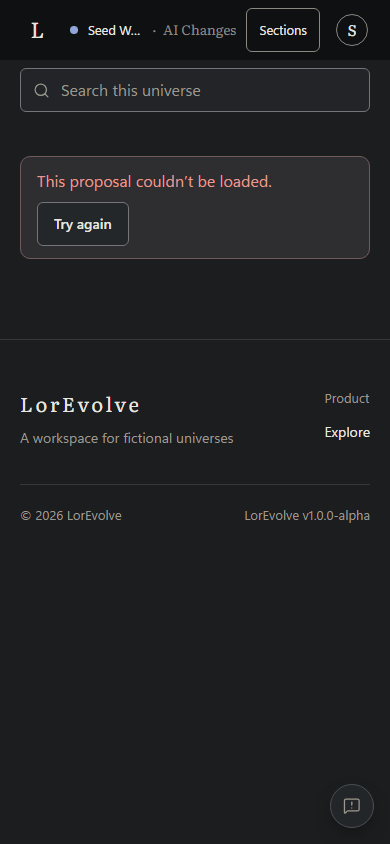 L
Seed W... · AI Changes
Sections
S
Search this universe
This proposal couldn’t be loaded.
Try again
LorEvolve
Product
A workspace for fictional universes
Explore
© 2026 LorEvolve
LorEvolve v1.0.0-alpha